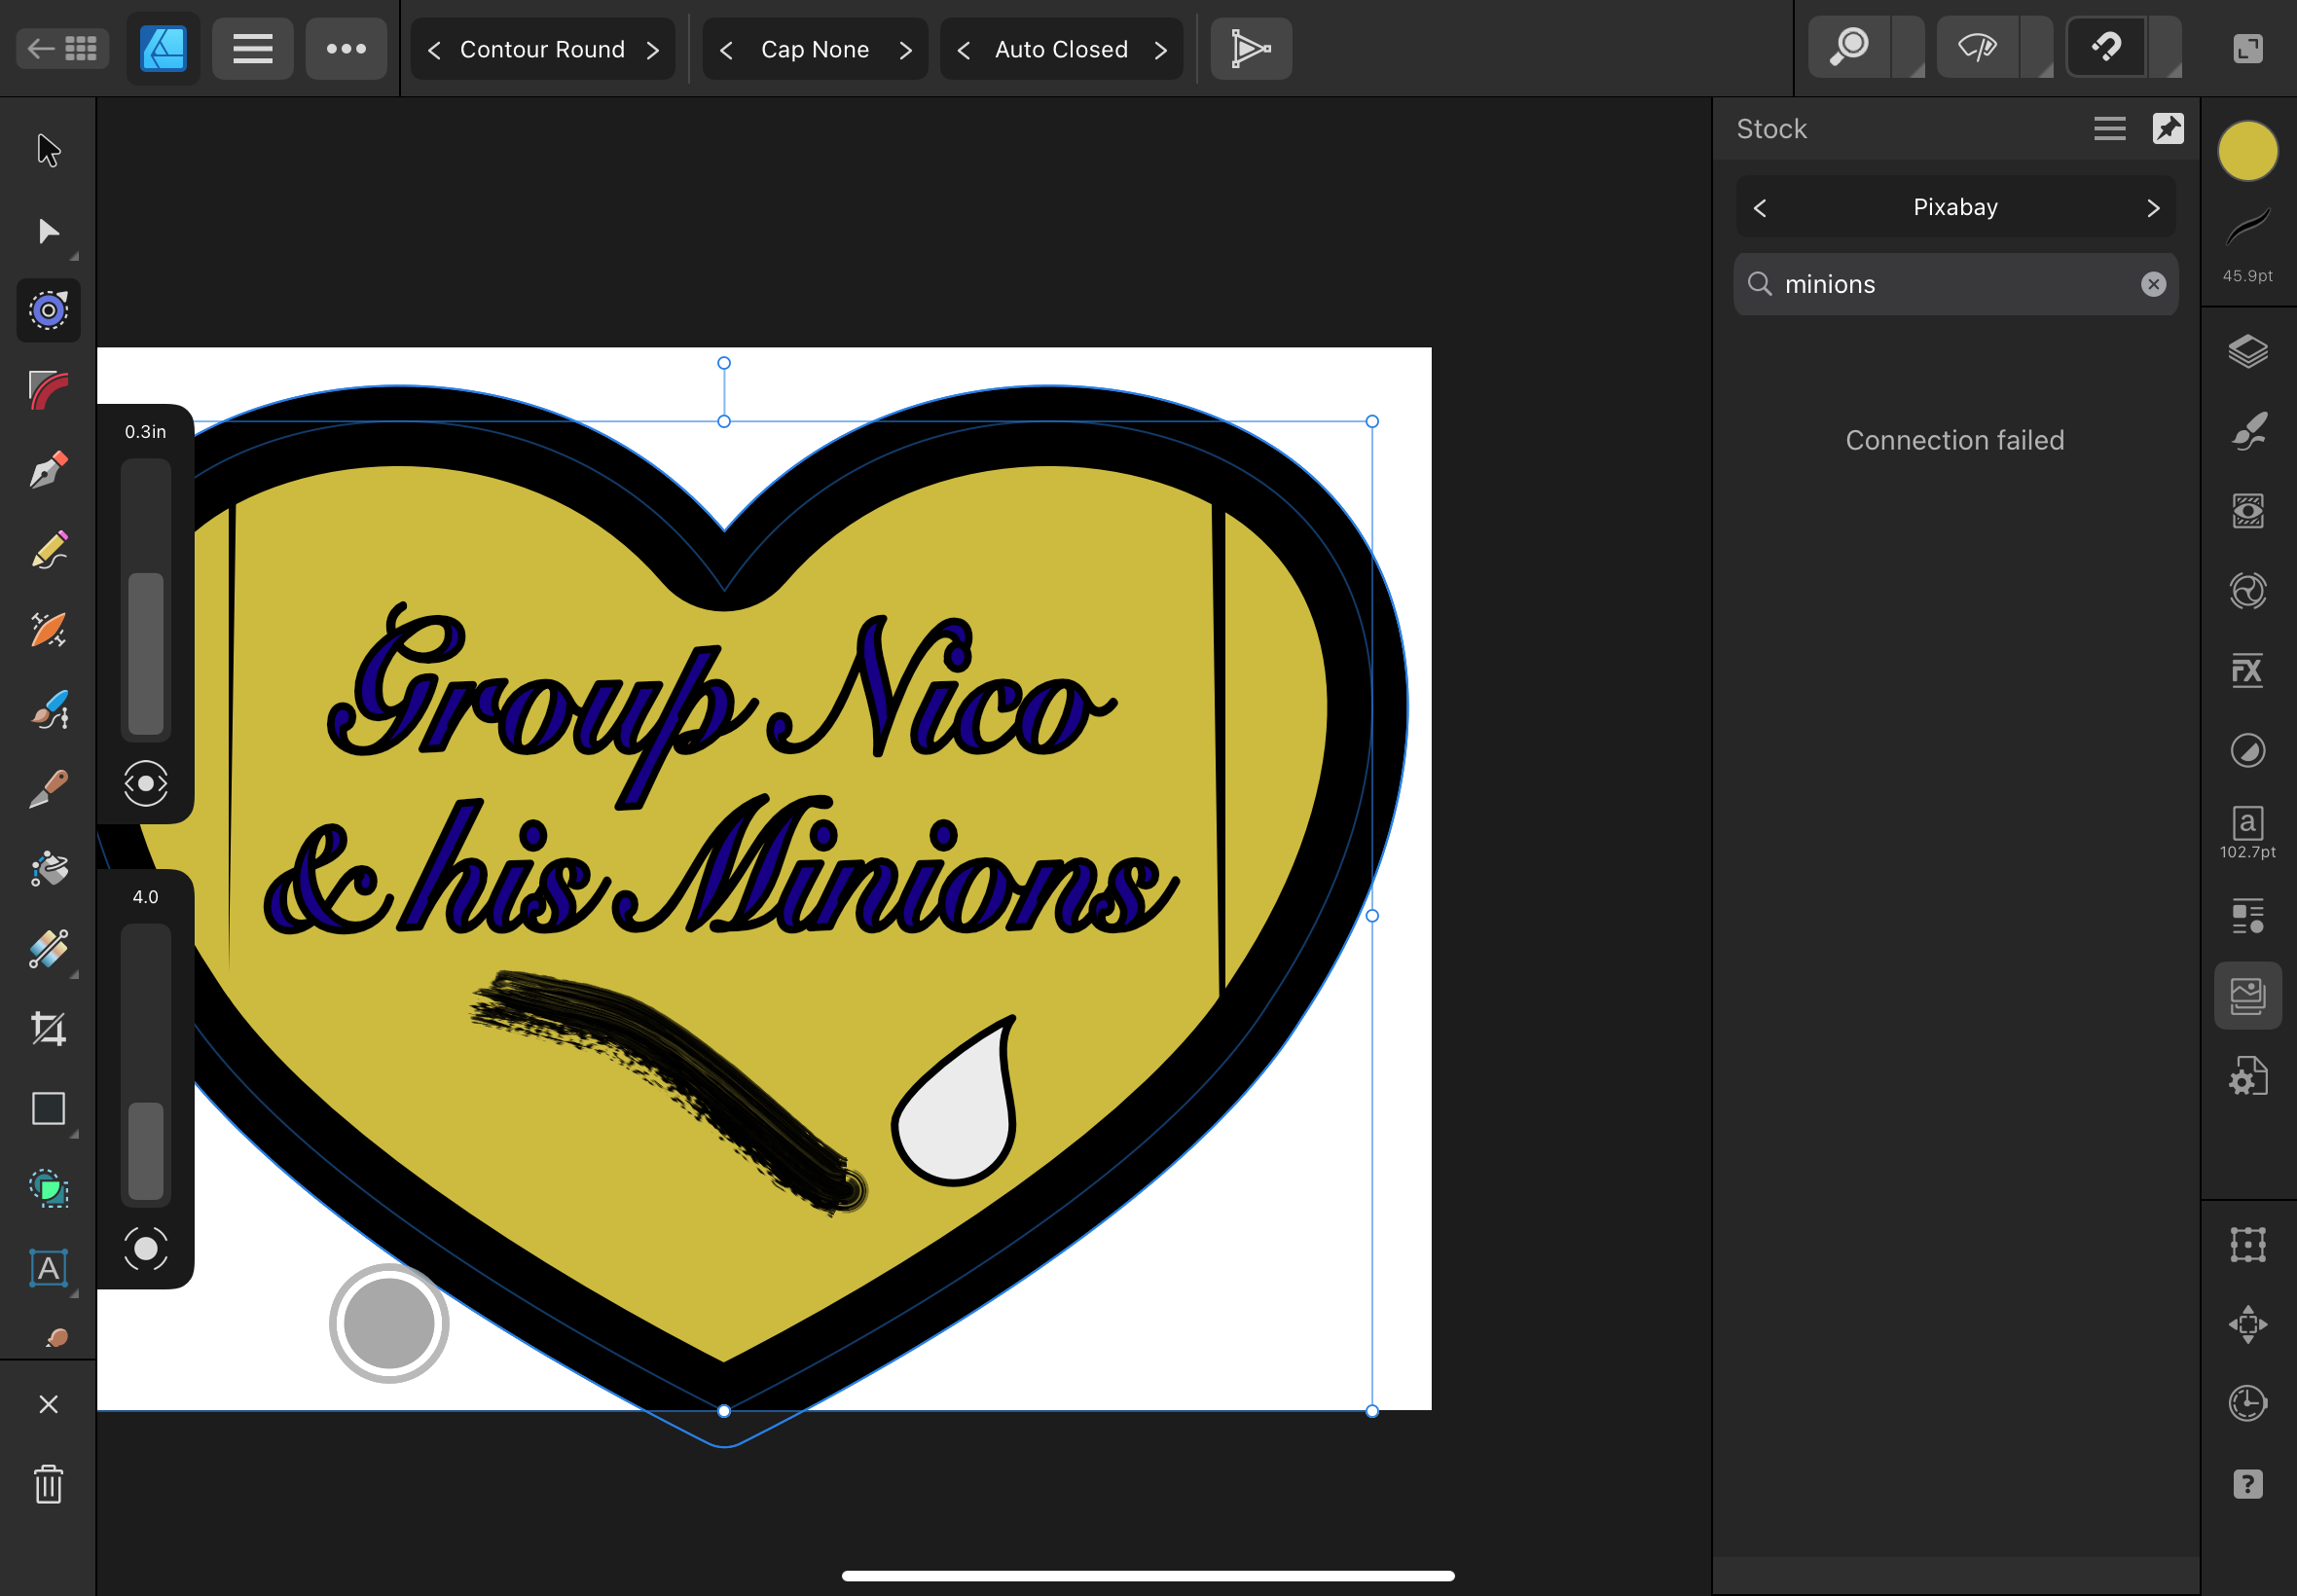 Contour Round
Cap None
Auto Closed
Stock
Pixabay
minions
Connection failed
45.9pt
0.3in
4.0
Group Nico
& his Minions
FX
a
102.7pt
A
?